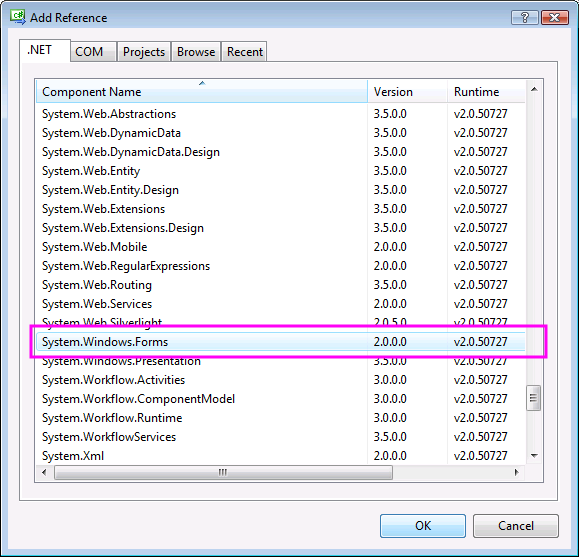 Add Reference
.NET COM Projects Browse Recent
Component Name Version Runtime
System.Web.Abstractions 3.5.0.0 v2.0.50727
System.Web.DynamicData 3.5.0.0 v2.0.50727
System.Web.DynamicData.Design 3.5.0.0 v2.0.50727
System.Web.Entity 3.5.0.0 v2.0.50727
System.Web.Entity.Design 3.5.0.0 v2.0.50727
System.Web.Extensions 3.5.0.0 v2.0.50727
System.Web.Extensions.Design 3.5.0.0 v2.0.50727
System.Web.Mobile 2.0.0.0 v2.0.50727
System.Web.RegularExpressions 2.0.0.0 v2.0.50727
System.Web.Routing 3.5.0.0 v2.0.50727
System.Web.Services 2.0.0.0 v2.0.50727
System.Web.Silverlight 2.0.5.0 v2.0.50727
System.Windows.Forms 2.0.0.0 v2.0.50727
System.Windows.Presentation 3.5.0.0 v2.0.50727
System.Workflow.Activities 3.0.0.0 v2.0.50727
System.Workflow.ComponentModel 3.0.0.0 v2.0.50727
System.Workflow.Runtime 3.0.0.0 v2.0.50727
System.WorkflowServices 3.5.0.0 v2.0.50727
System.Xml 2.0.0.0 v2.0.50727
OK Cancel